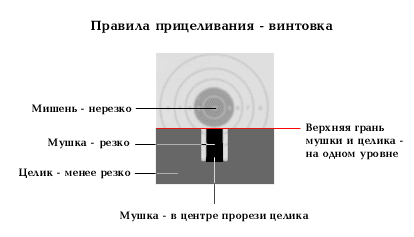 Правила прицеливания - винтовка
Мишень - нерезко
Мушка - резко
Целик - менее резко
Верхняя грань
мушки и целика -
на одном уровне
Мушка - в центре прорези целика